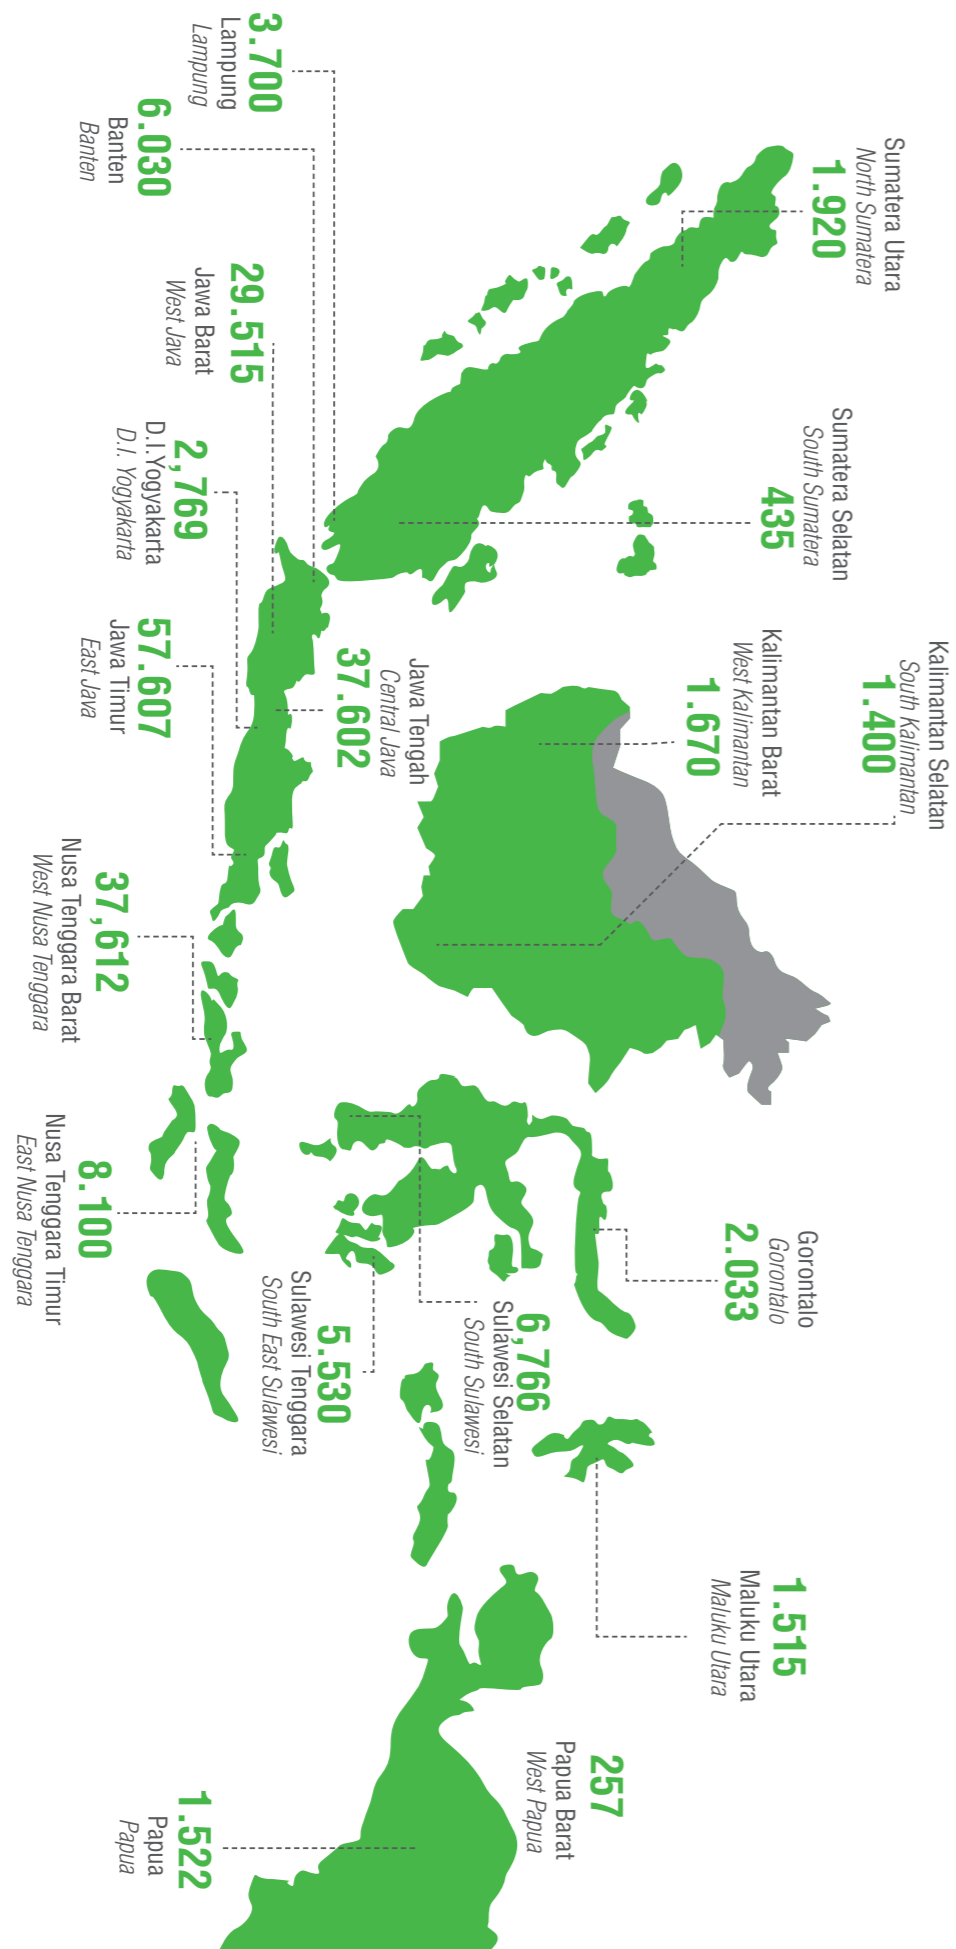 Sumatera Utara
North Sumatera
1.920
Sumatera Selatan
South Sumatera
435
Kalimantan Selatan
South Kalimantan
1.400
Kalimantan Barat
West Kalimantan
1.670
Gorontalo
Gorontalo
2.033
1.515
Maluku Utara
Maluku Utara
257
Papua Barat
West Papua
Jawa Tengah
Central Java
37.602
6,766
Sulawesi Selatan
South Sulawesi
5.530
Sulawesi Tenggara
South East Sulawesi
3.700
Lampung
Lampung
6.030
Banten
Banten
29.515
Jawa Barat
West Java
2,769
D.I.Yogyakarta
D.I. Yogyakarta
57.607
Jawa Timur
East Java
37,612
Nusa Tenggara Barat
West Nusa Tenggara
8.100
Nusa Tenggara Timur
East Nusa Tenggara
1.522
Papua
Papua